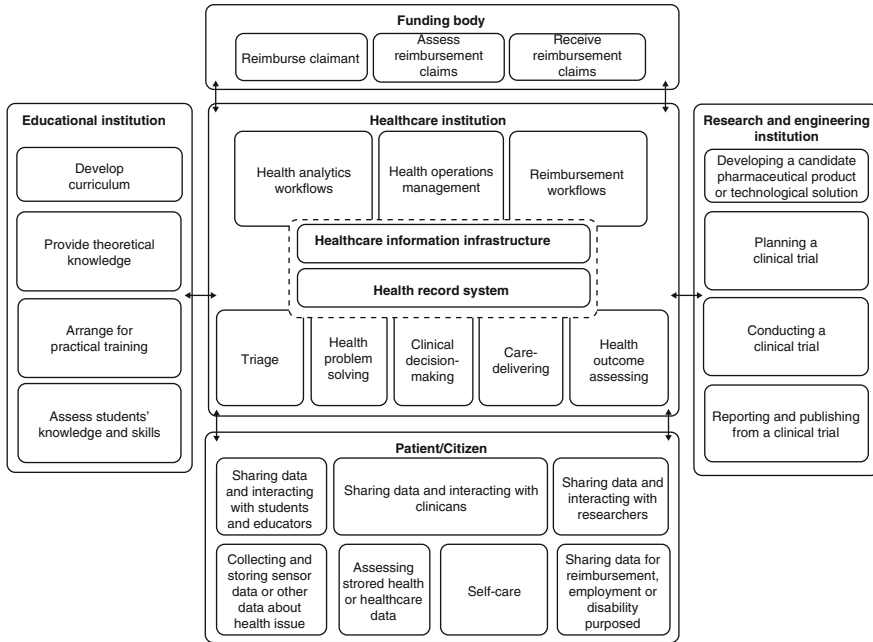 Funding body
Reimburse claimant
Assess
reimbursement
claims
Receive
reimbursement
claims
Educational institution
Develop
curriculum
Provide theoretical
knowledge
Arrange for
practical training
Assess students’
knowledge and skills
Healthcare institution
Health analytics
workflows
Health operations
management
Reimbursement
workflows
Healthcare information infrastructure
Health record system
Triage
Health
problem
solving
Clinical
decision-
making
Care-
delivering
Health
outcome
assessing
Research and engineering
institution
Developing a candidate
pharmaceutical product
or technological solution
Planning a
clinical trial
Conducting a
clinical trial
Reporting and publishing
from a clinical trial
Patient/Citizen
Sharing data
and interacting
with students
and educators
Sharing data and interacting with
clinicans
Sharing data and
interacting with
researchers
Collecting and
storing sensor
data or other
data about
health issue
Assessing
strored health
or healthcare
data
Self-care
Sharing data for
reimbursement,
employment or
disability
purposed